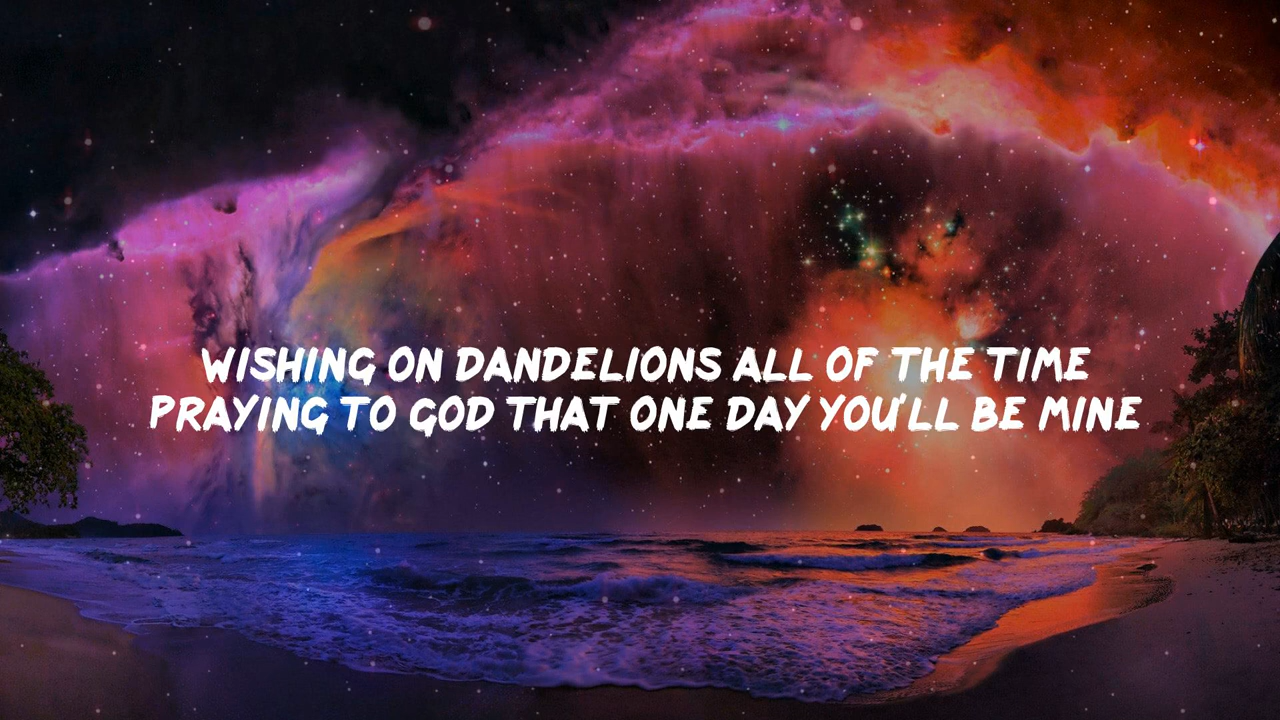 WISHING ON DANDELIONS ALL OF THE TIME
PRAYING TO GOD THAT ONE DAY YOU'LL BE MINE